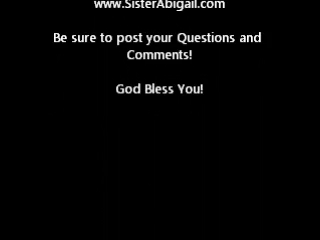 www.SisterAbigail.com
Be sure to post your Questions and
Comments!
God Bless You!